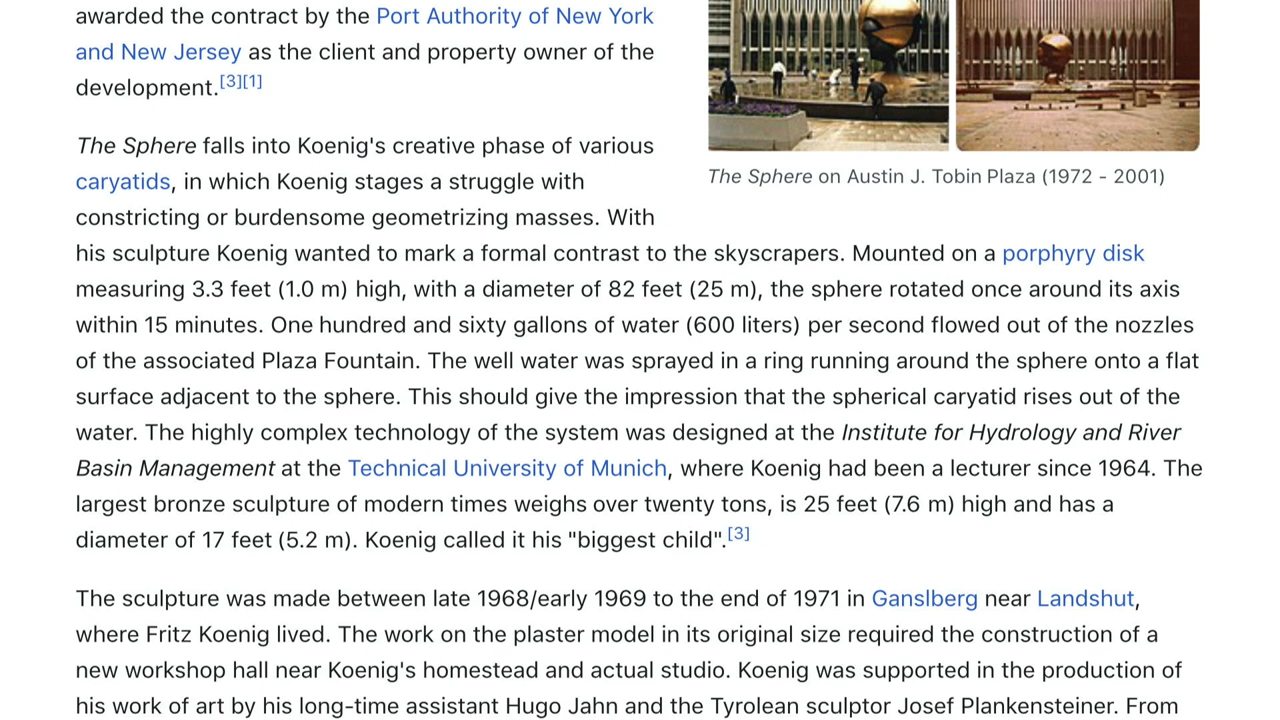 awarded the contract by the Port Authority of New York
and New Jersey as the client and property owner of the
development.[3][1]
The Sphere falls into Koenig's creative phase of various
caryatids, in which Koenig stages a struggle with
constricting or burdensome geometrizing masses. With
The Sphere on Austin J. Tobin Plaza (1972 - 2001)
his sculpture Koenig wanted to mark a formal contrast to the skyscrapers. Mounted on a porphyry disk
measuring 3.3 feet (1.0 m) high, with a diameter of 82 feet (25 m), the sphere rotated once around its axis
within 15 minutes. One hundred and sixty gallons of water (600 liters) per second flowed out of the nozzles
of the associated Plaza Fountain. The well water was sprayed in a ring running around the sphere onto a flat
surface adjacent to the sphere. This should give the impression that the spherical caryatid rises out of the
water. The highly complex technology of the system was designed at the Institute for Hydrology and River
Basin Management at the Technical University of Munich, where Koenig had been a lecturer since 1964. The
largest bronze sculpture of modern times weighs over twenty tons, is 25 feet (7.6 m) high and has a
diameter of 17 feet (5.2 m). Koenig called it his "biggest child".[3]
The sculpture was made between late 1968/early 1969 to the end of 1971 in Ganslberg near Landshut,
where Fritz Koenig lived. The work on the plaster model in its original size required the construction of a
new workshop hall near Koenig's homestead and actual studio. Koenig was supported in the production of
his work of art by his long-time assistant Hugo Jahn and the Tyrolean sculptor Josef Plankensteiner. From